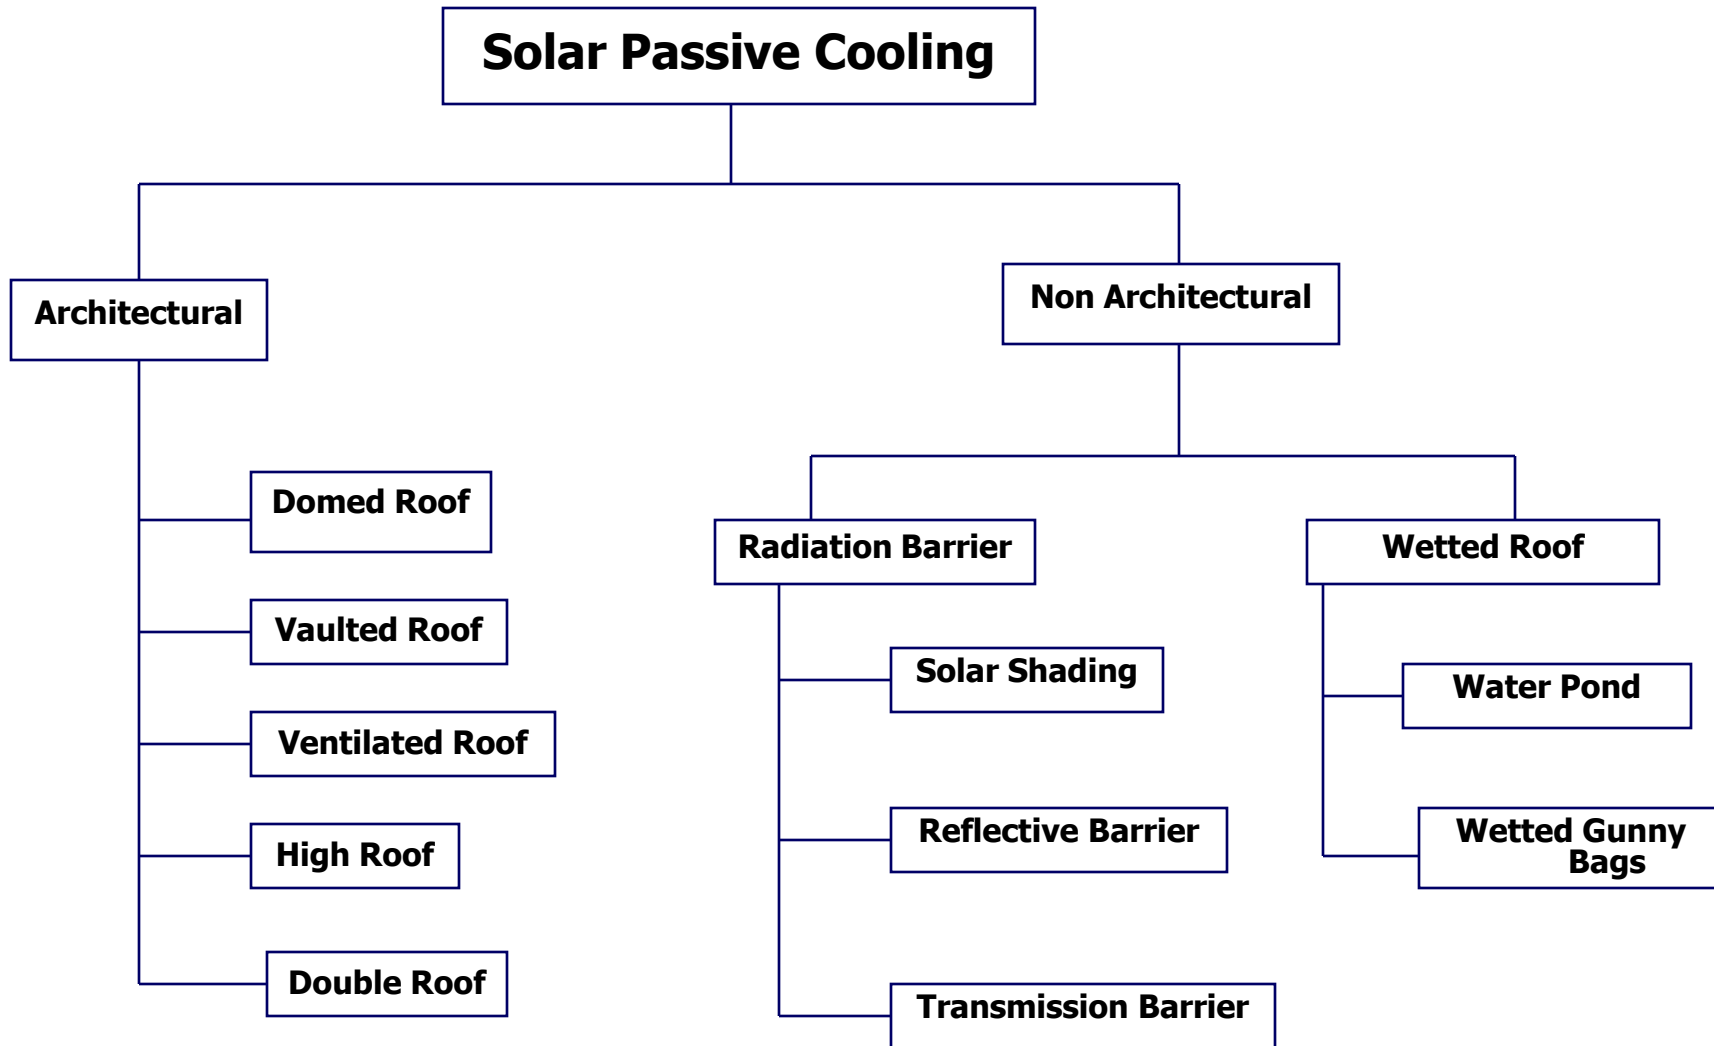 Solar Passive Cooling
Architectural
Non Architectural
Domed Roof
Vaulted Roof
Ventilated Roof
High Roof
Double Roof
Radiation Barrier
Solar Shading
Reflective Barrier
Transmission Barrier
Wetted Roof
Water Pond
Wetted Gunny
Bags